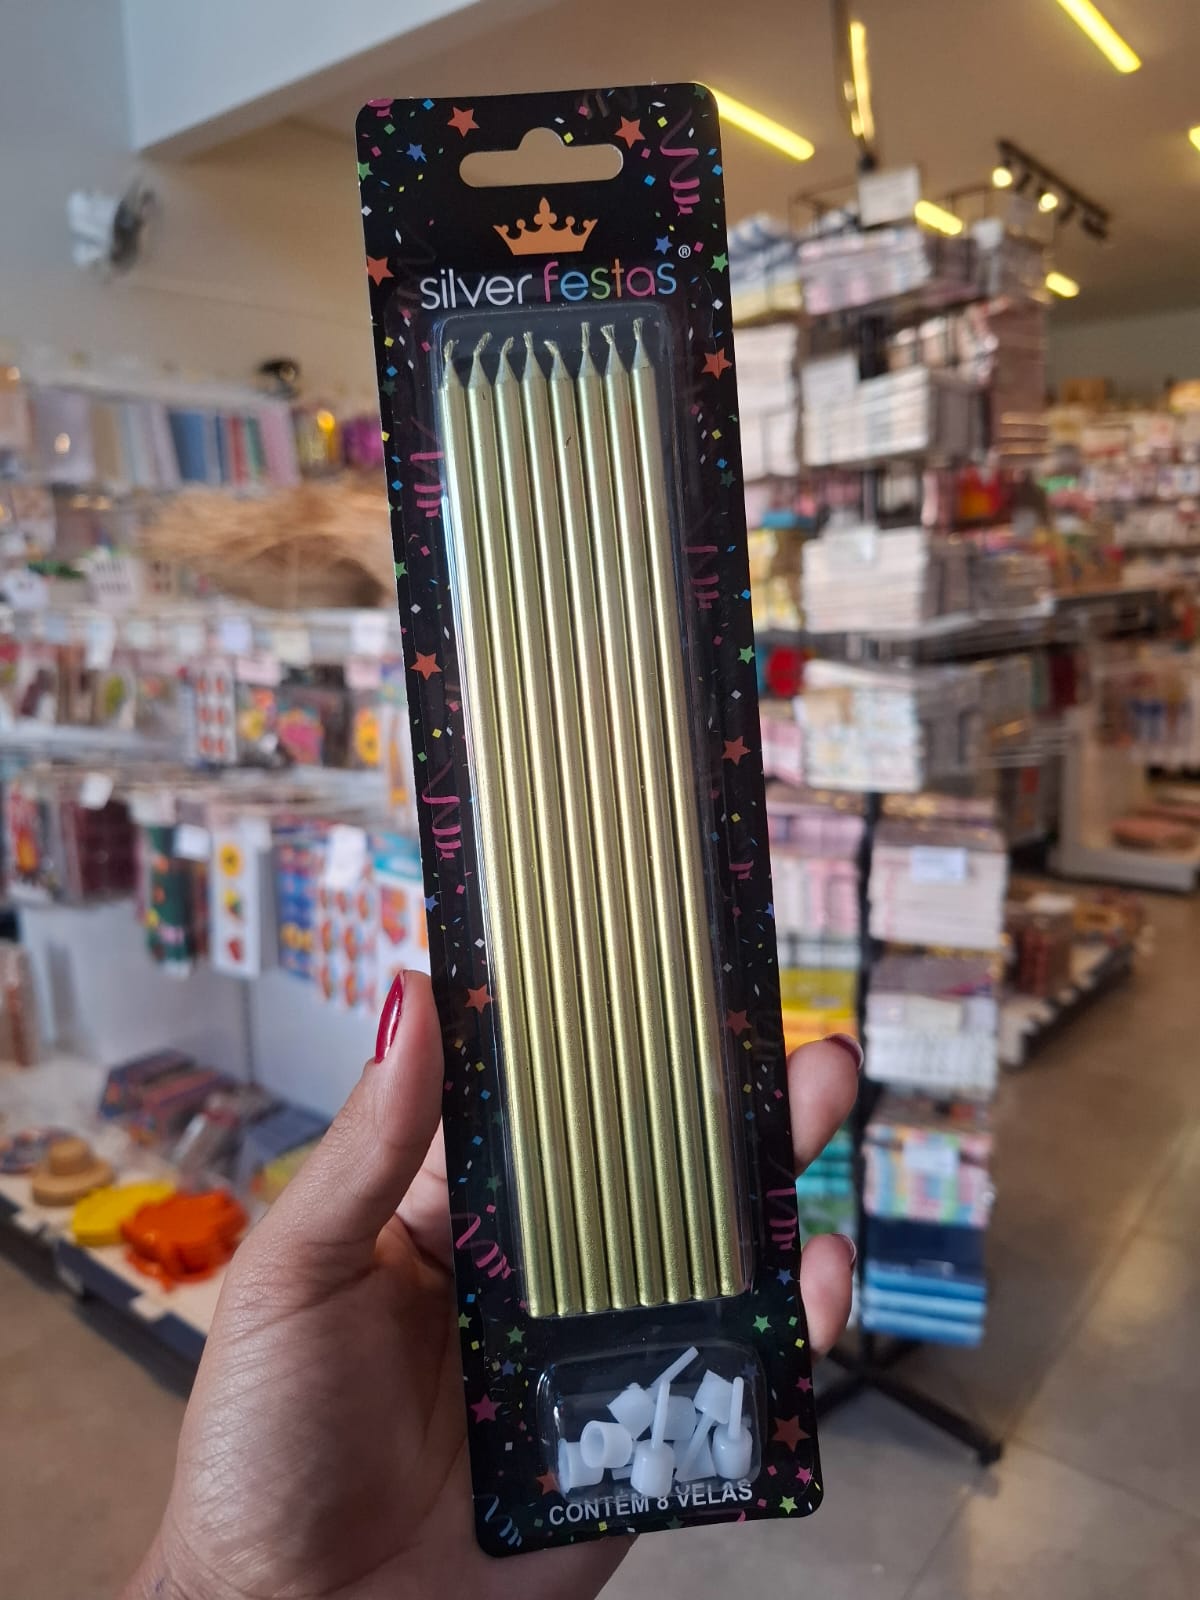 silver festas®
CONTÉM 8 VELAS